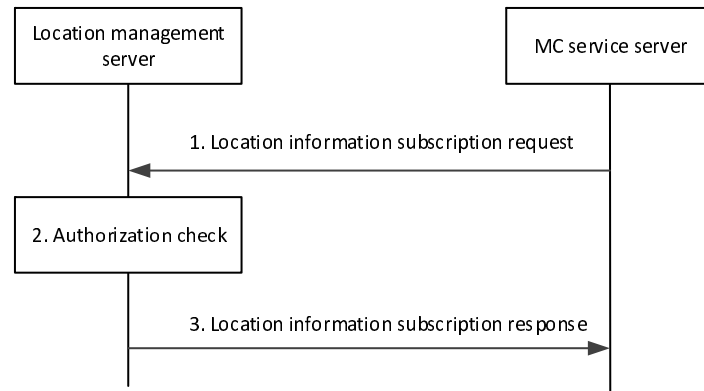 Location management
server
MC service server
1. Location information subscription request
2. Authorization check
3. Location information subscription response